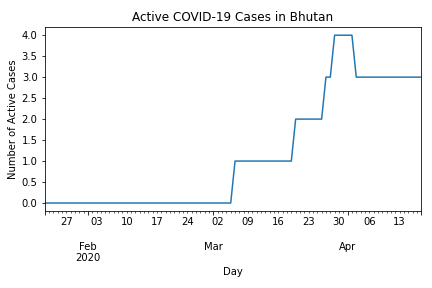 Active COVID-19 Cases in Bhutan
Number of Active Cases
4.0
3.5
3.0
2.5
2.0
1.5
1.0
0.5
0.0
27 03 10 17 24 02 09 16 23 30 06 13
Feb Mar Apr
2020
Day